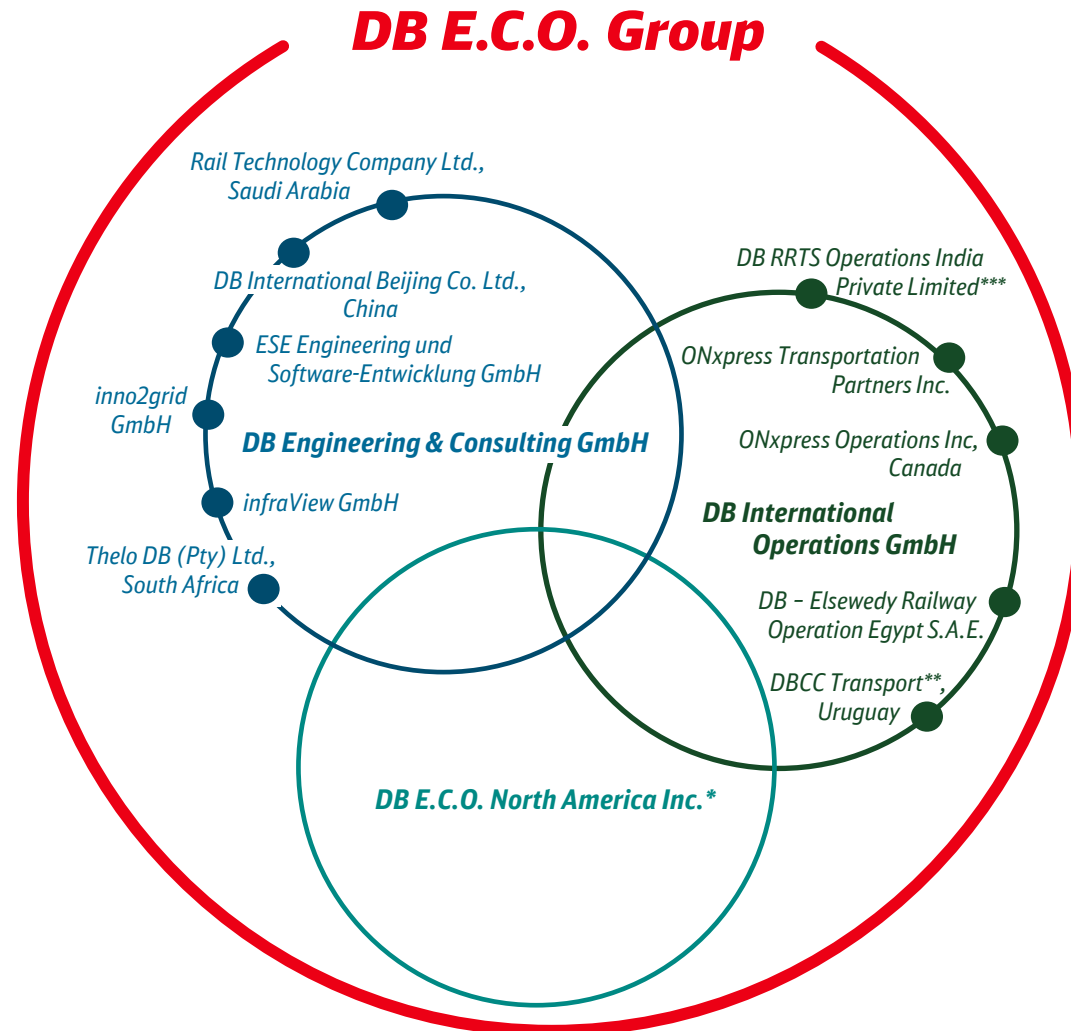 DB E.C.O. Group
Rail Technology Company Ltd.,
Saudi Arabia
DB International Beijing Co. Ltd.,
China
ESE Engineering und
Software-Entwicklung GmbH
inno2grid
GmbH
DB Engineering & Consulting GmbH
infraView GmbH
Thelo DB (Pty) Ltd.,
South Africa
DB RRTS Operations India
Private Limited***
ONxpress Transportation
Partners Inc.
ONxpress Operations Inc,
Canada
DB International
Operations GmbH
DB – Elsewedy Railway
Operation Egypt S.A.E.
DBCC Transport**,
Uruguay
DB E.C.O. North America Inc.*